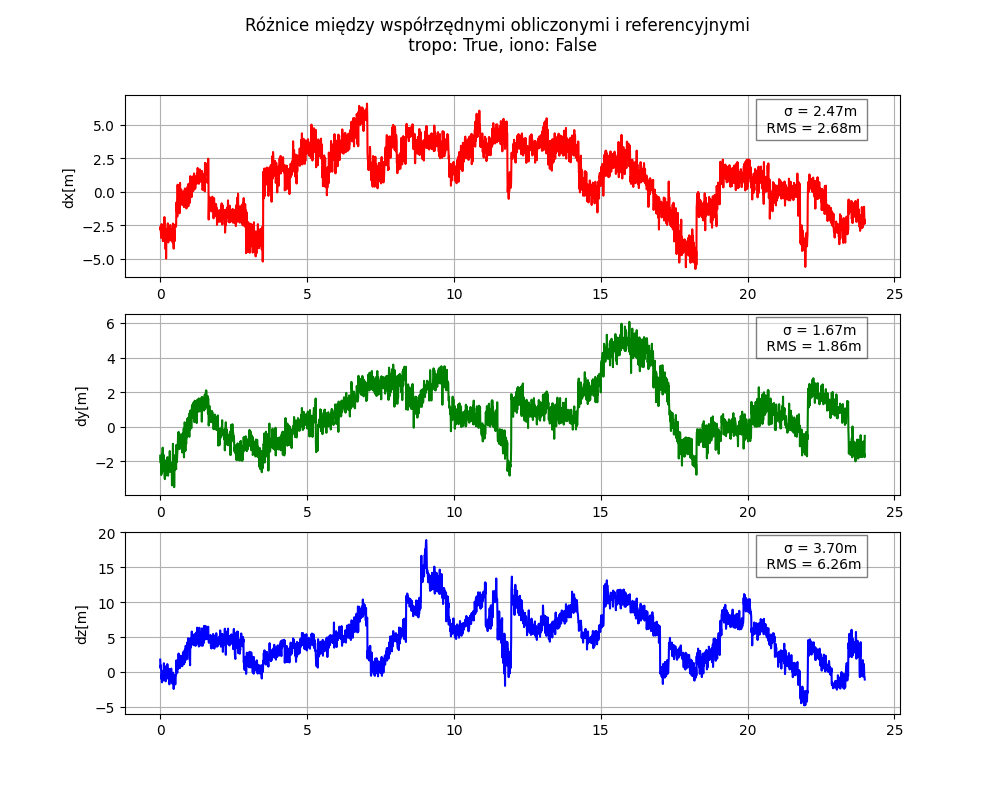 Różnice między współrzędnymi obliczonymi i referencyjnymi
tropo: True, iono: False
σ = 2.47m
RMS = 2.68m
dx[m]
5.0
2.5
0.0
−2.5
−5.0
0 5 10 15 20 25
σ = 1.67m
RMS = 1.86m
dy[m]
6
4
2
0
−2
0 5 10 15 20 25
σ = 3.70m
RMS = 6.26m
dz[m]
20
15
10
5
0
−5
0 5 10 15 20 25